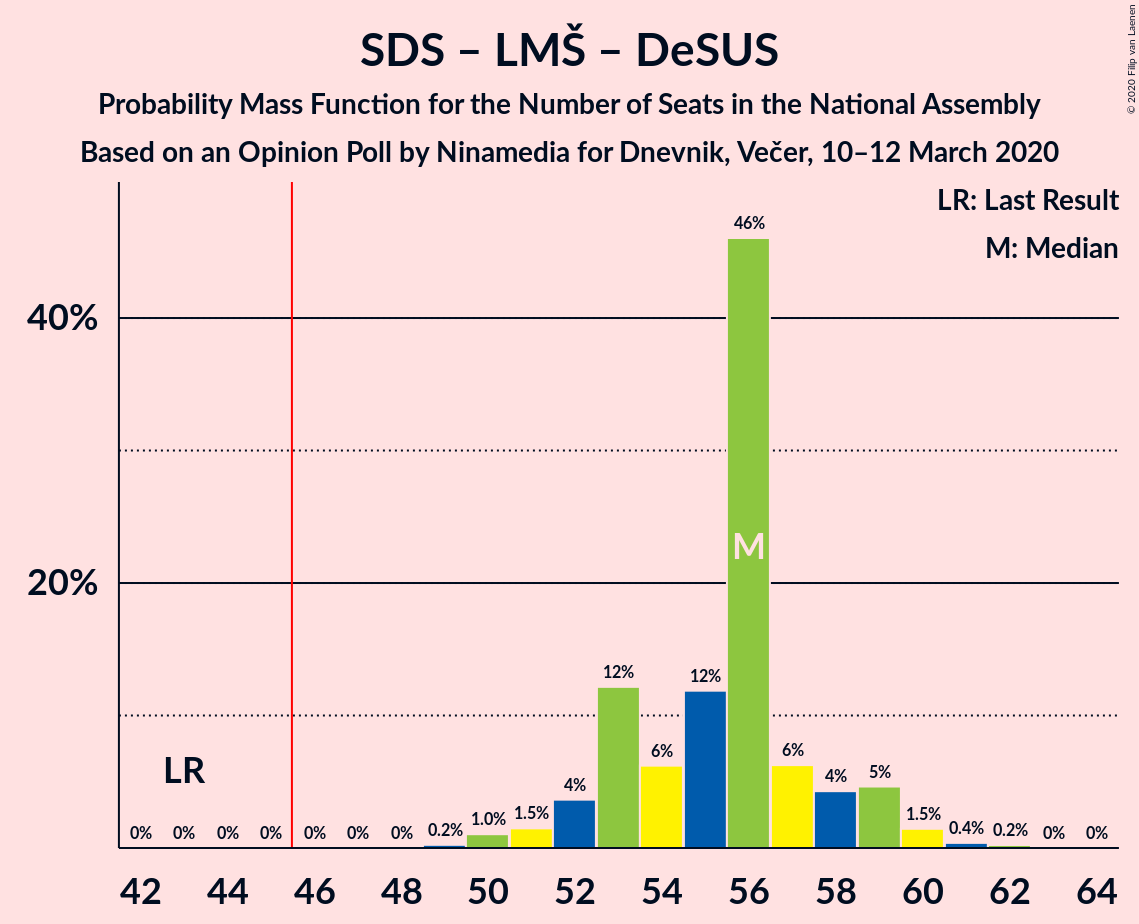 SDS – LMŠ – DeSUS
Probability Mass Function for the Number of Seats in the National Assembly
Based on an Opinion Poll by Ninamedia for Dnevnik, Večer, 10–12 March 2020
© 2020 Filip van Laenen
LR: Last Result
M: Median
40%
20%
LR
M
0% 0% 0% 0% 0% 0% 0% 0.2% 1.0% 1.5% 4% 12% 6% 12% 46% 6% 4% 5% 1.5% 0.4% 0.2% 0% 0%
42 44 46 48 50 52 54 56 58 60 62 64